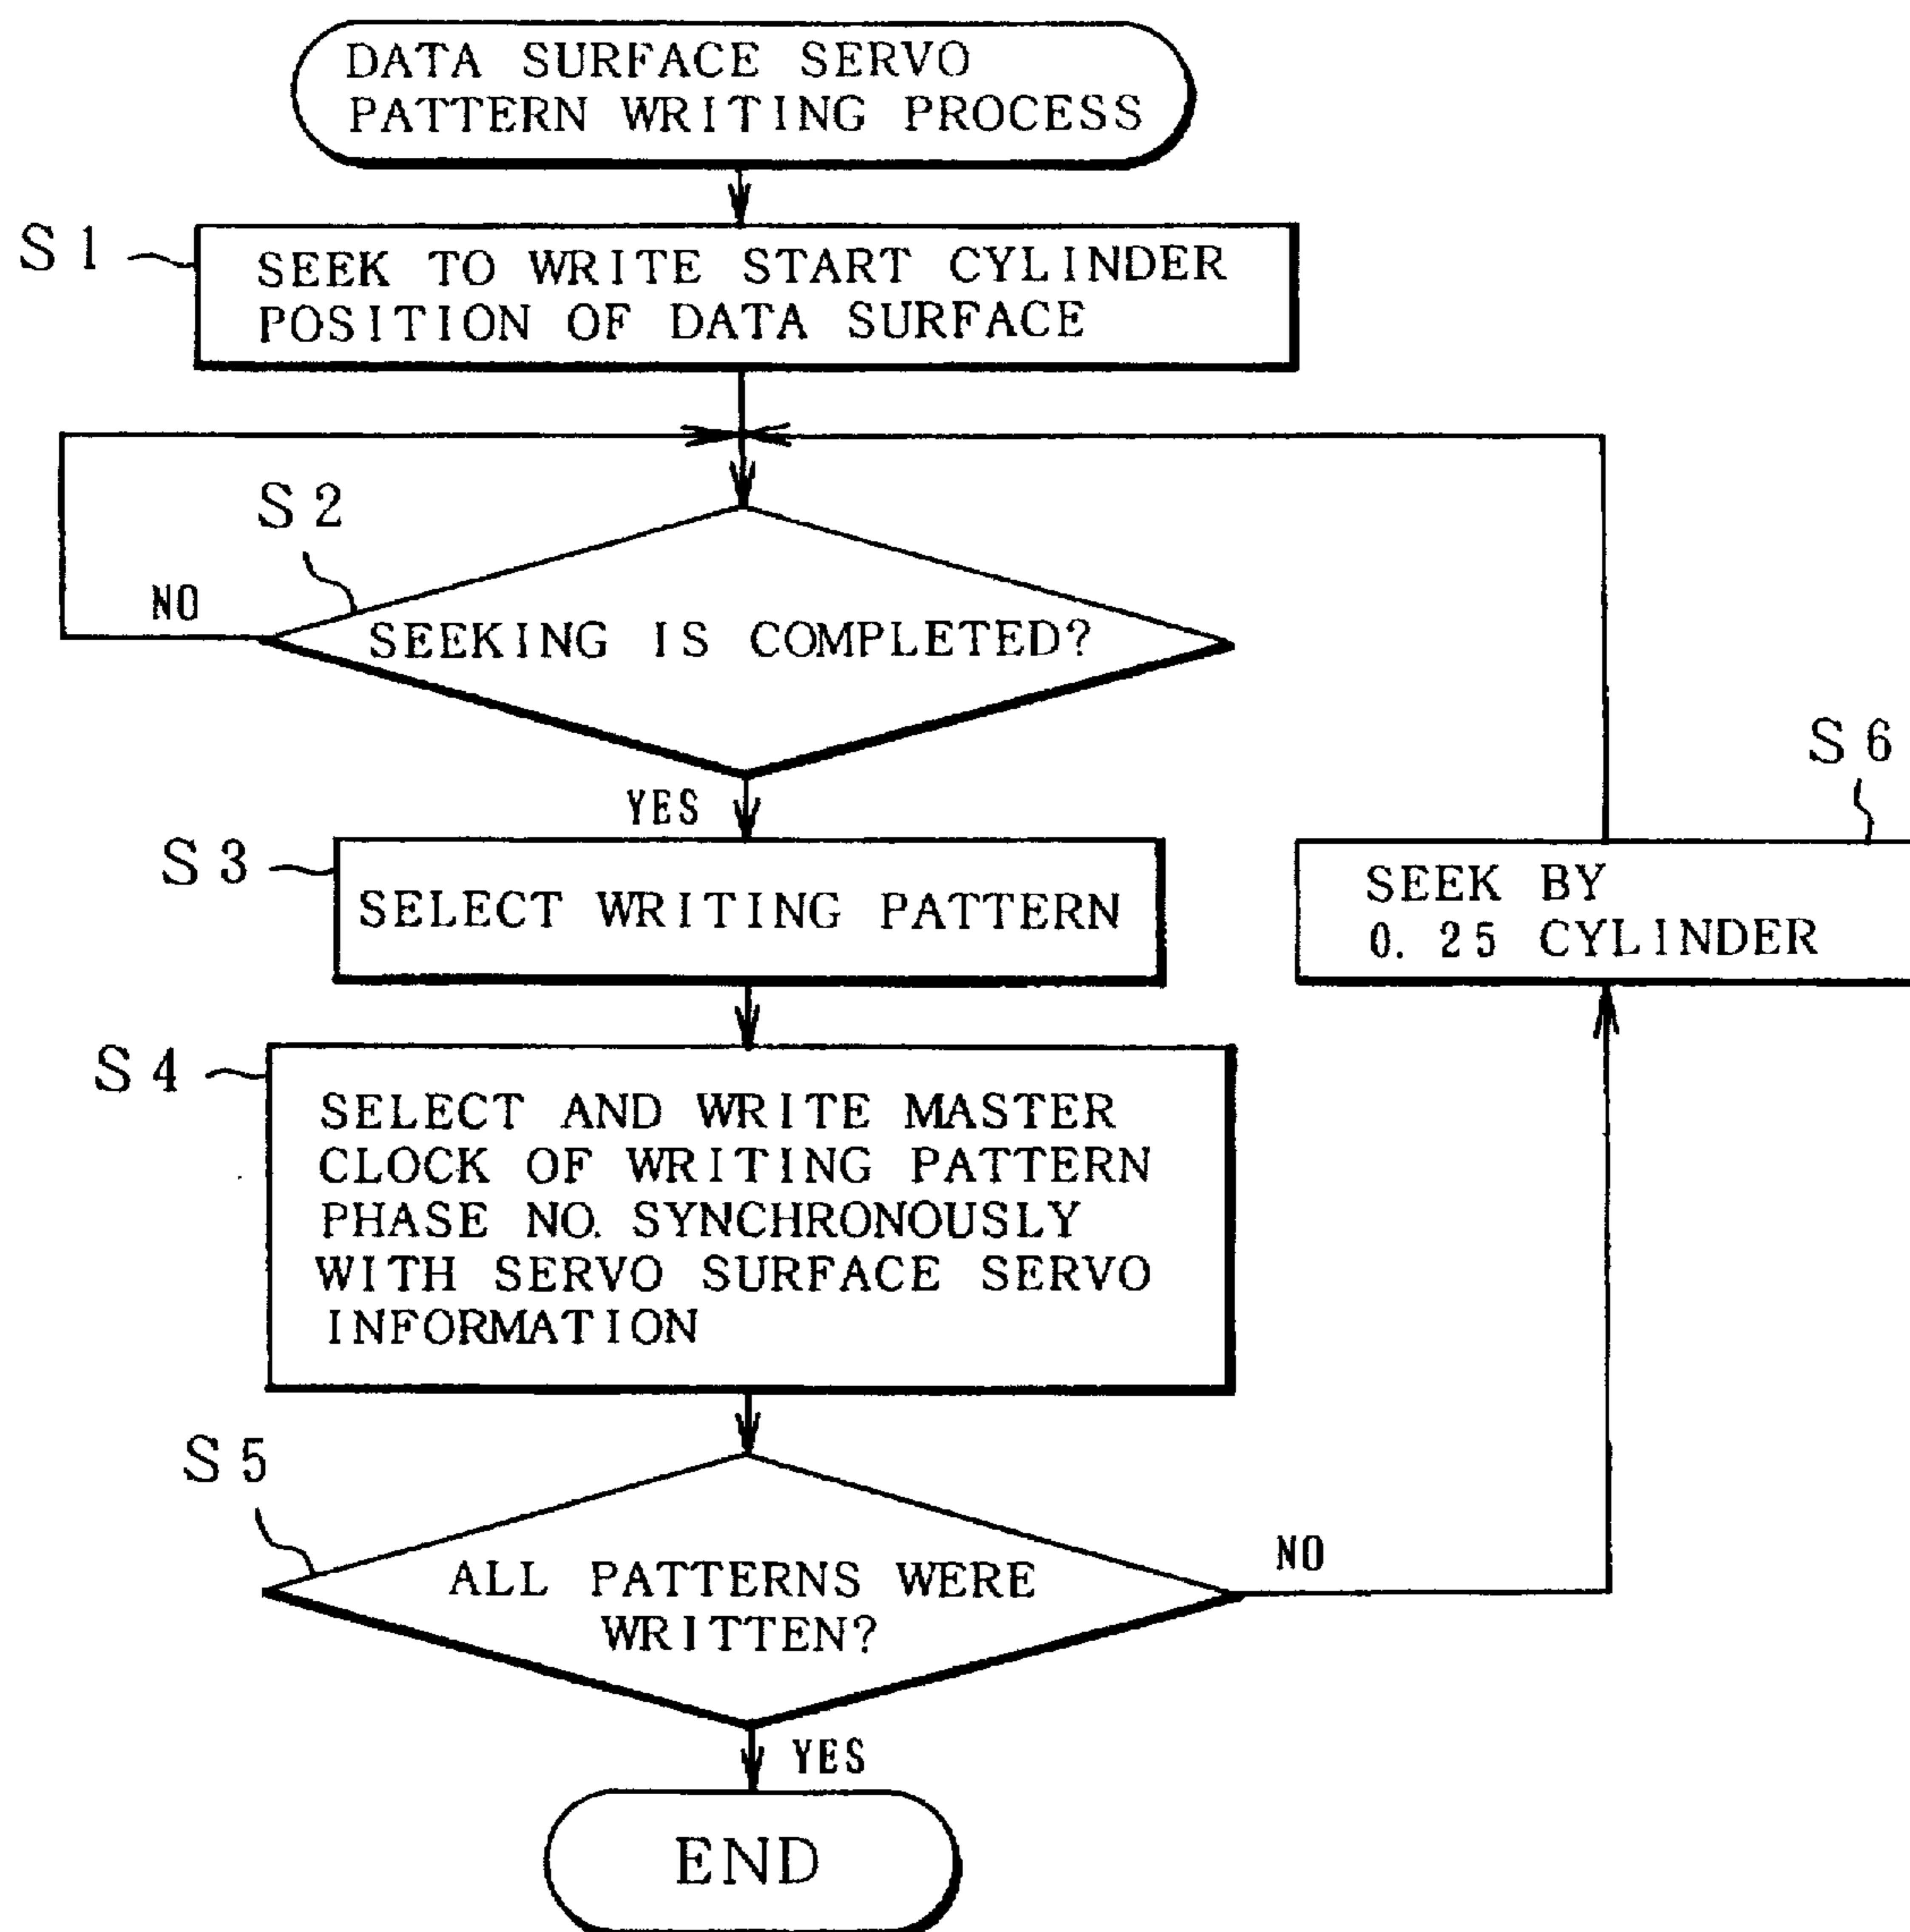 DATA SURFACE SERVO
PATTERN WRITING PROCESS
S1
SEEK TO WRITE START CYLINDER
POSITION OF DATA SURFACE
S2
NO
SEEKING IS COMPLETED?
YES
S3
SELECT WRITING PATTERN
S6
SEEK BY
0.25 CYLINDER
S4
SELECT AND WRITE MASTER
CLOCK OF WRITING PATTERN
PHASE NO. SYNCHRONOUSLY
WITH SERVO SURFACE SERVO
INFORMATION
S5
ALL PATTERNS WERE
WRITTEN?
NO
YES
END